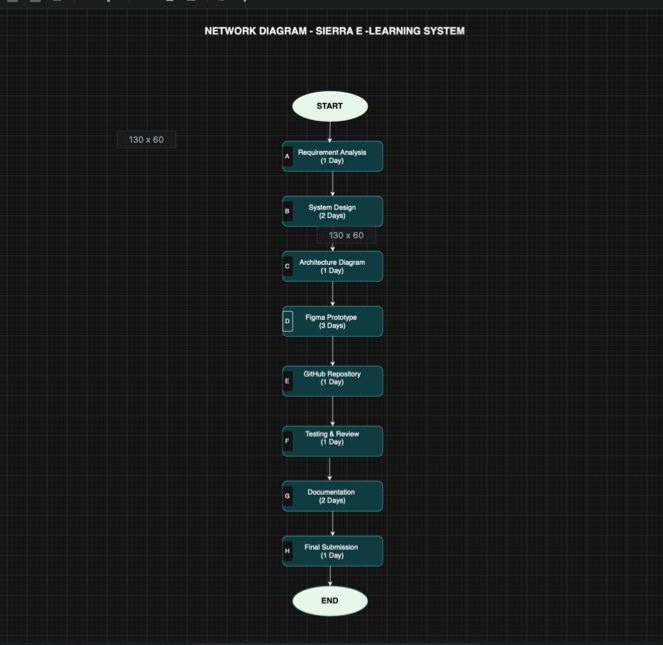 NETWORK DIAGRAM - SIERRA E -LEARNING SYSTEM
START
130 x 60
A
Requirement Analysis
(1 Day)
B
System Design
(2 Days)
130 x 60
C
Architecture Diagram
(1 Day)
D
Figma Prototype
(3 Days)
E
GitHub Repository
(1 Day)
F
Testing & Review
(1 Day)
G
Documentation
(2 Days)
H
Final Submission
(1 Day)
END